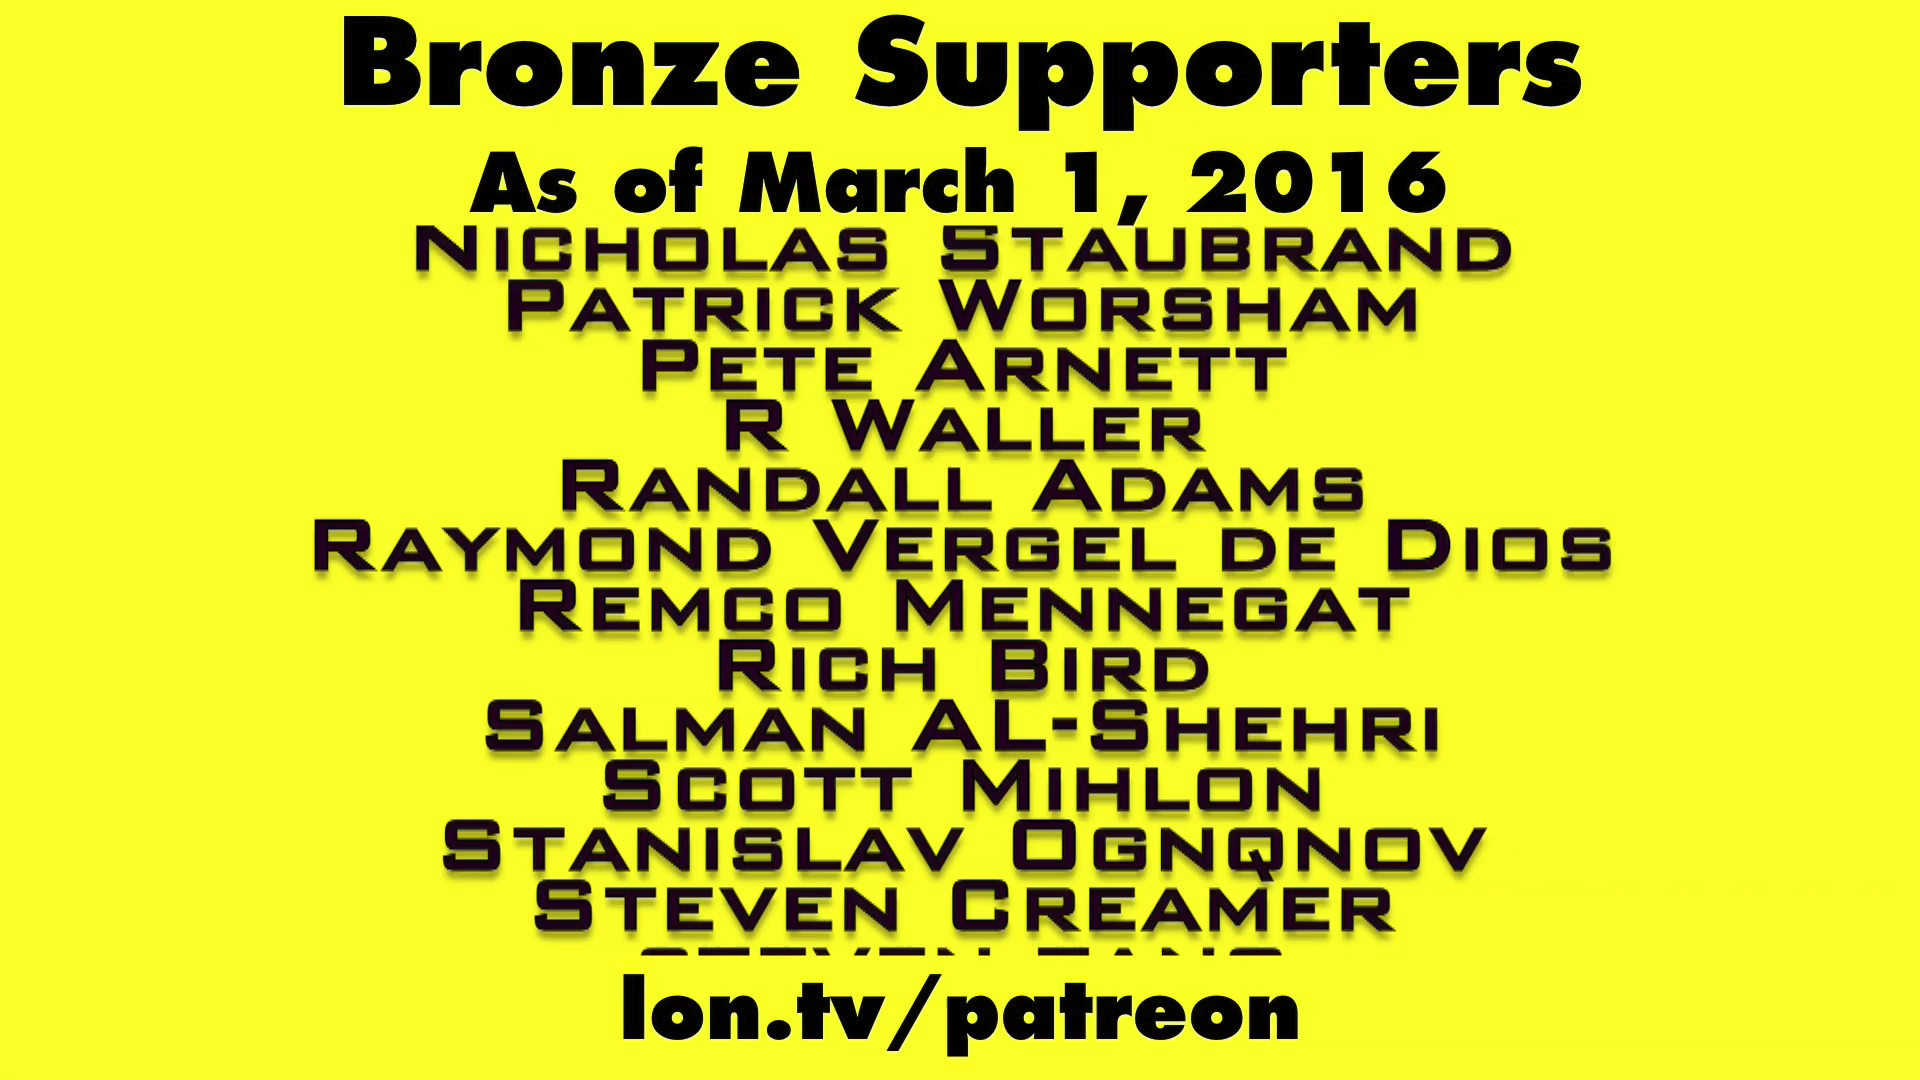 Bronze Supporters
As of March 1, 2016
Nicholas Staubrand
Patrick Worsham
Pete Arnett
R Waller
Randall Adams
Raymond Vergel de Dios
Remco Mennegat
Rich Bird
Salman AL-Shehri
Scott Mihlon
Stanislav Ognqnov
Steven Creamer
lon.tv/patreon